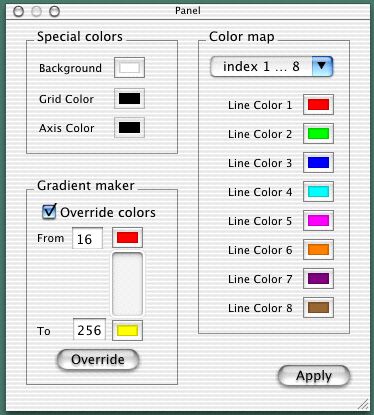 Panel
Special colors
Background
Grid Color
Axis Color
Gradient maker
Override colors
From 16
To 256
Override
Color map
index 1 ... 8
Line Color 1
Line Color 2
Line Color 3
Line Color 4
Line Color 5
Line Color 6
Line Color 7
Line Color 8
Apply